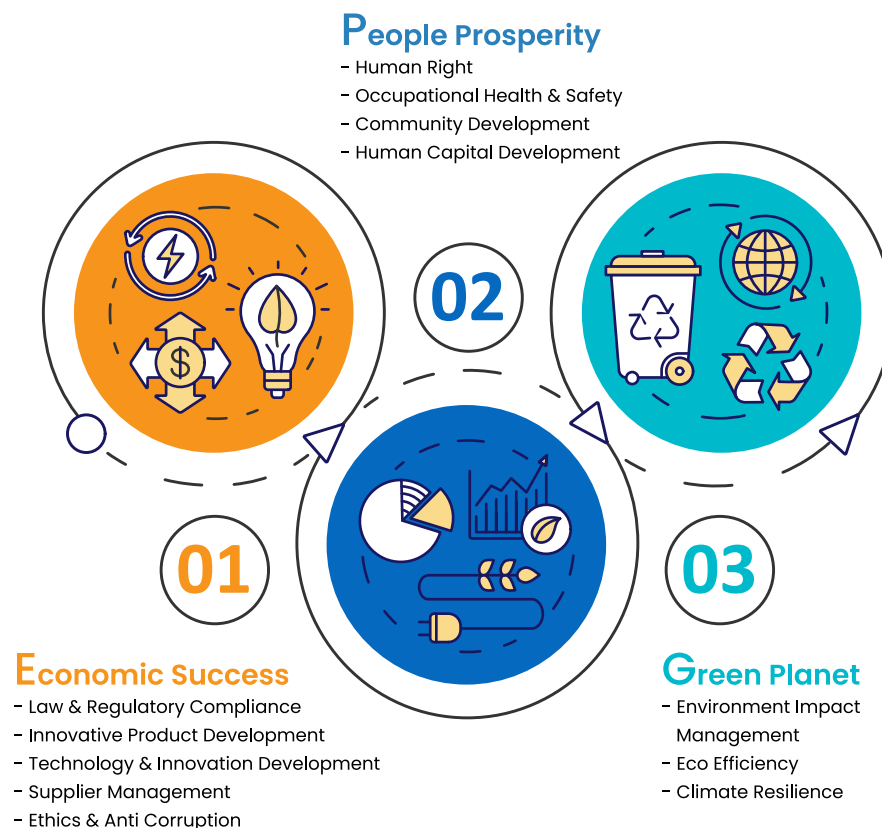 People Prosperity
- Human Right
- Occupational Health & Safety
- Community Development
- Human Capital Development
$
02
01
03
Economic Success
- Law & Regulatory Compliance
- Innovative Product Development
- Technology & Innovation Development
- Supplier Management
- Ethics & Anti Corruption
Green Planet
- Environment Impact
Management
- Eco Efficiency
- Climate Resilience